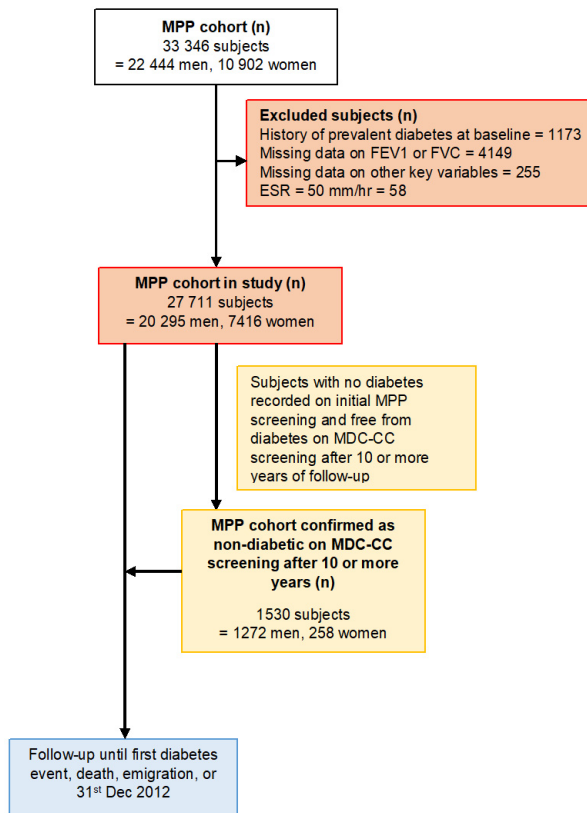 MPP cohort (n)
33 346 subjects
= 22 444 men, 10 902 women
Excluded subjects (n)
History of prevalent diabetes at baseline = 1173
Missing data on FEV1 or FVC = 4149
Missing data on other key variables = 255
ESR = 50 mm/hr = 58
MPP cohort in study (n)
27 711 subjects
= 20 295 men, 7416 women
Subjects with no diabetes
recorded on initial MPP
screening and free from
diabetes on MDC-CC
screening after 10 or more
years of follow-up
MPP cohort confirmed as
non-diabetic on MDC-CC
screening after 10 or more
years (n)
1530 subjects
= 1272 men, 258 women
Follow-up until first diabetes
event, death, emigration, or
31st Dec 2012